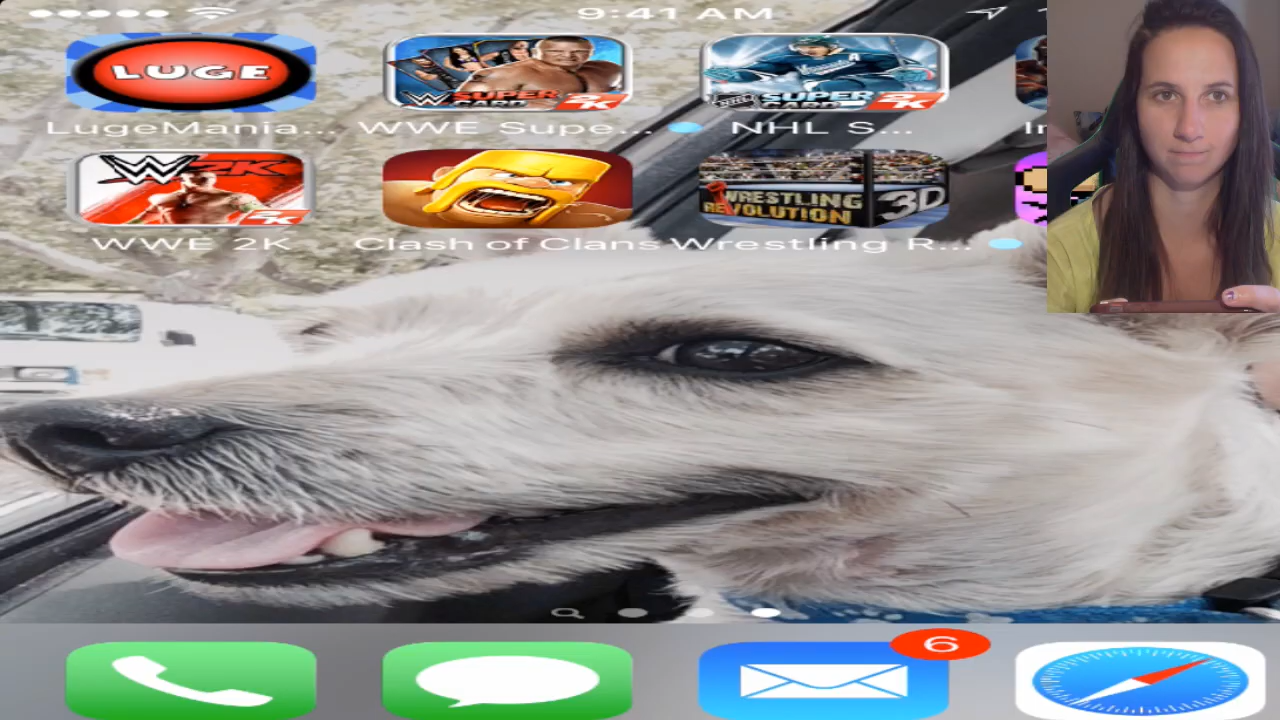 9:41 AM
LUGE
SUPER CARD 2K
SUPER CARD 2K
LugeMania...
WWE Supe...
NHL S...
WWE 2K
2K
WRESTLING REVOLUTION 3D
WWE 2K
Clash of Clans
Wrestling R...
6